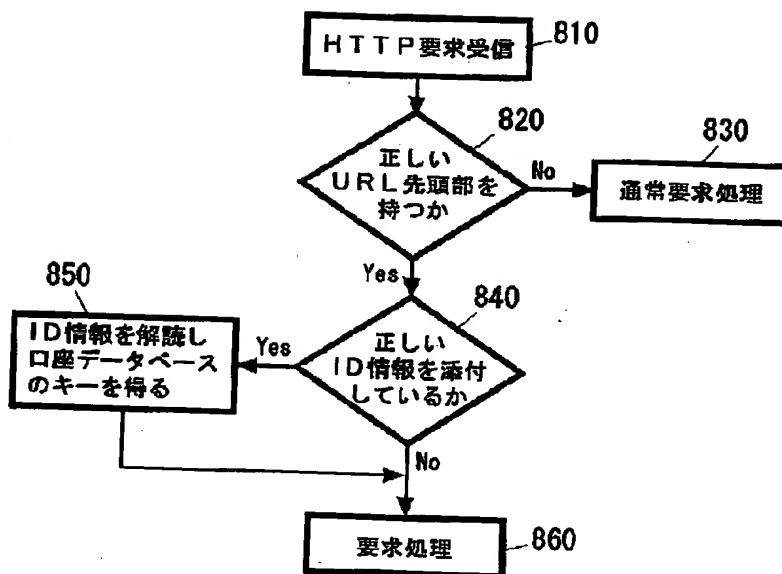 HTTP要求受信
810
820
正しい
URL先頭部を
持つか
No
830
通常要求処理
Yes
850
ID情報を解読し
口座データベース
のキーを得る
Yes
840
正しい
ID情報を添付
しているか
No
要求処理
860